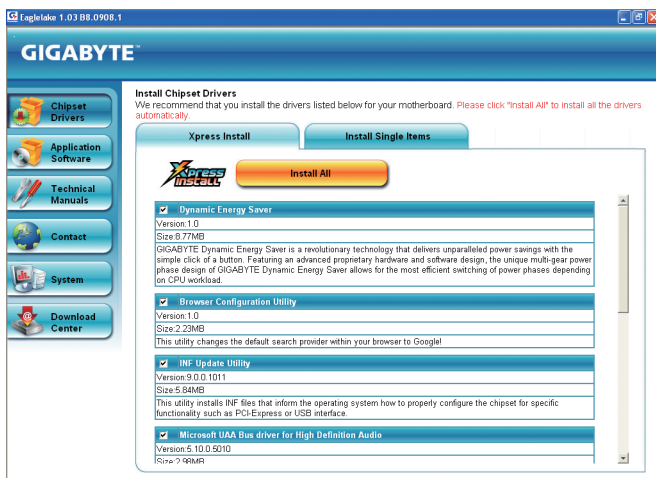 Eaglelake 1.03 B8.0908.1
GIGABYTE™
Chipset
Drivers
Application
Software
Technical
Manuals
Contact
System
Download
Center
Install Chipset Drivers
We recommend that you install the drivers listed below for your motherboard. Please click "Install All" to install all the drivers
automatically.
Xpress Install
Install Single Items
Xpress
INSTALL
Install All
Dynamic Energy Saver
Version:1.0
Size:8.77MB
GIGABYTE Dynamic Energy Saver is a revolutionary technology that delivers unparalleled power savings with the
simple click of a button. Featuring an advanced proprietary hardware and software design, the unique multi-gear power
phase design of GIGABYTE Dynamic Energy Saver allows for the most efficient switching of power phases depending
on CPU workload.
Browser Configuration Utility
Version:1.0
Size:2.23MB
This utility changes the default search provider within your browser to Google!
INF Update Utility
Version:9.0.0.1011
Size:5.84MB
This utility installs INF files that inform the operating system how to properly configure the chipset for specific
functionality such as PCI-Express or USB interface.
Microsoft UAA Bus driver for High Definition Audio
Version:5.10.0.5010
Size:2.98MB